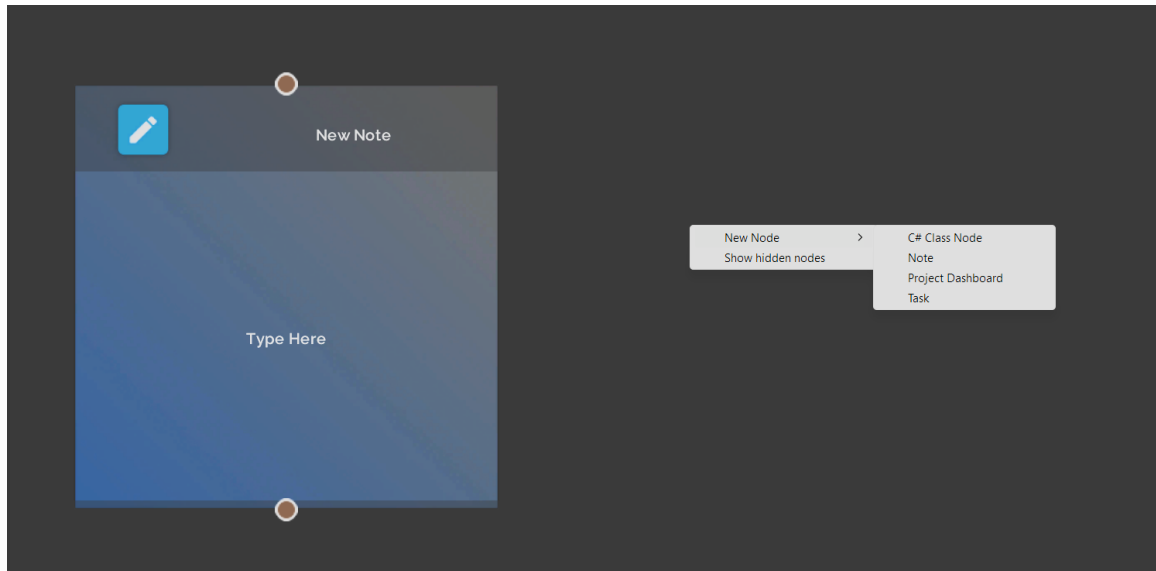 New Note
Type Here
New Node
Show hidden nodes
C# Class Node
Note
Project Dashboard
Task